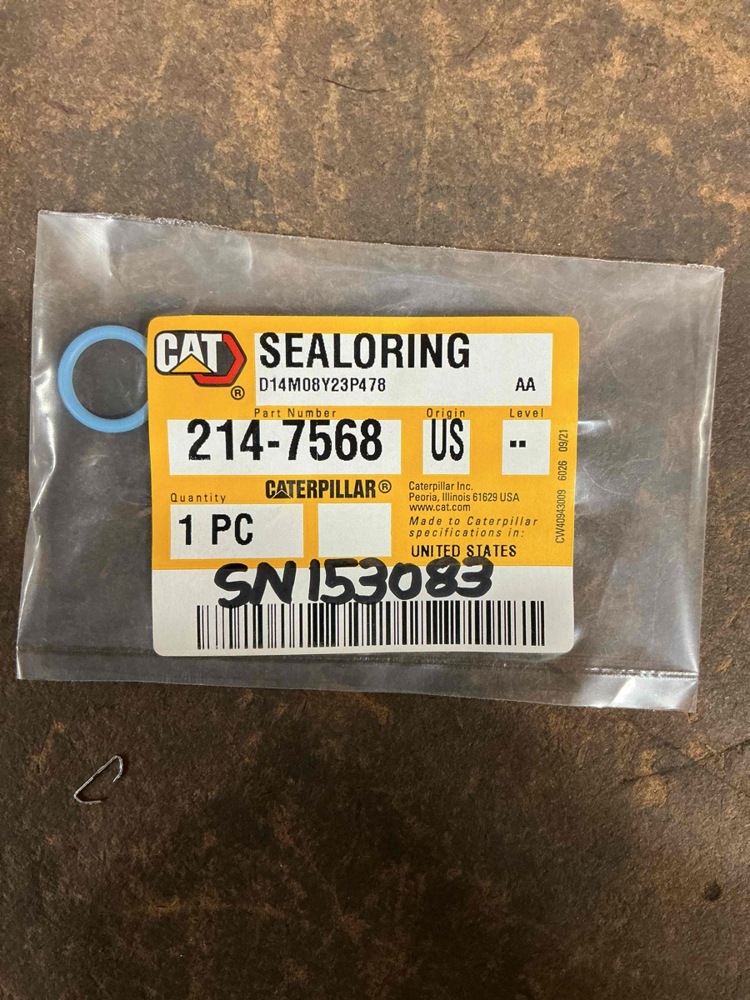 CAT
®
SEALORING
D14M08Y23P478 AA
Part Number Origin Level
214-7568 US --
Quantity CATERPILLAR®
1 PC
Caterpillar Inc.
Peoria, Illinois 61629 USA
www.cat.com
Made to Caterpillar
specifications in:
UNITED STATES
CW40943009 6026 09/21
SN153083